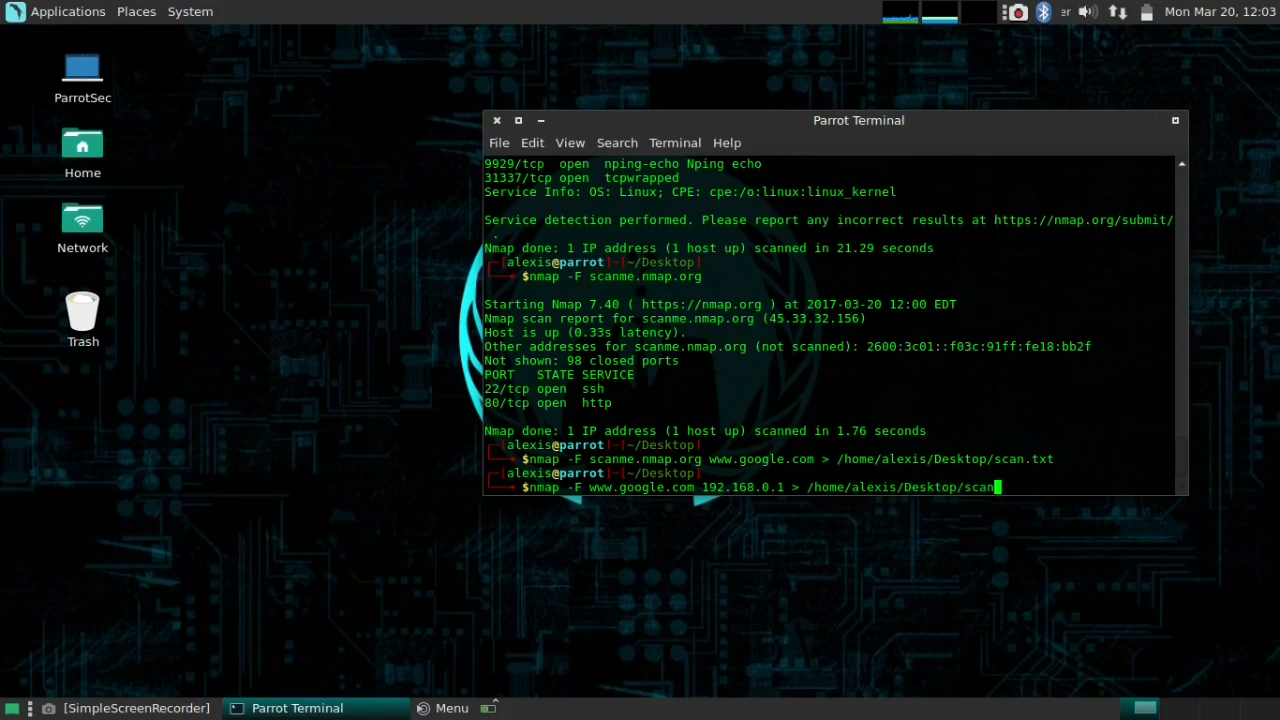 Applications Places System
er
Mon Mar 20, 12:03
ParrotSec
Home
Network
Trash
Parrot Terminal
File Edit View Search Terminal Help
9929/tcp  open  nping-echo Nping echo
31337/tcp open  tcpwrapped
Service Info: OS: Linux; CPE: cpe:/o:linux:linux_kernel
Service detection performed. Please report any incorrect results at https://nmap.org/submit/
.
Nmap done: 1 IP address (1 host up) scanned in 21.29 seconds
[alexis@parrot]-[~/Desktop]
$nmap -F scanme.nmap.org
Starting Nmap 7.40 ( https://nmap.org ) at 2017-03-20 12:00 EDT
Nmap scan report for scanme.nmap.org (45.33.32.156)
Host is up (0.33s latency).
Other addresses for scanme.nmap.org (not scanned): 2600:3c01::f03c:91ff:fe18:bb2f
Not shown: 98 closed ports
PORT   STATE SERVICE
22/tcp open  ssh
80/tcp open  http
Nmap done: 1 IP address (1 host up) scanned in 1.76 seconds
[alexis@parrot]-[~/Desktop]
$nmap -F scanme.nmap.org www.google.com > /home/alexis/Desktop/scan.txt
[alexis@parrot]-[~/Desktop]
$nmap -F www.google.com 192.168.0.1 > /home/alexis/Desktop/scan
[SimpleScreenRecorder] Parrot Terminal Menu